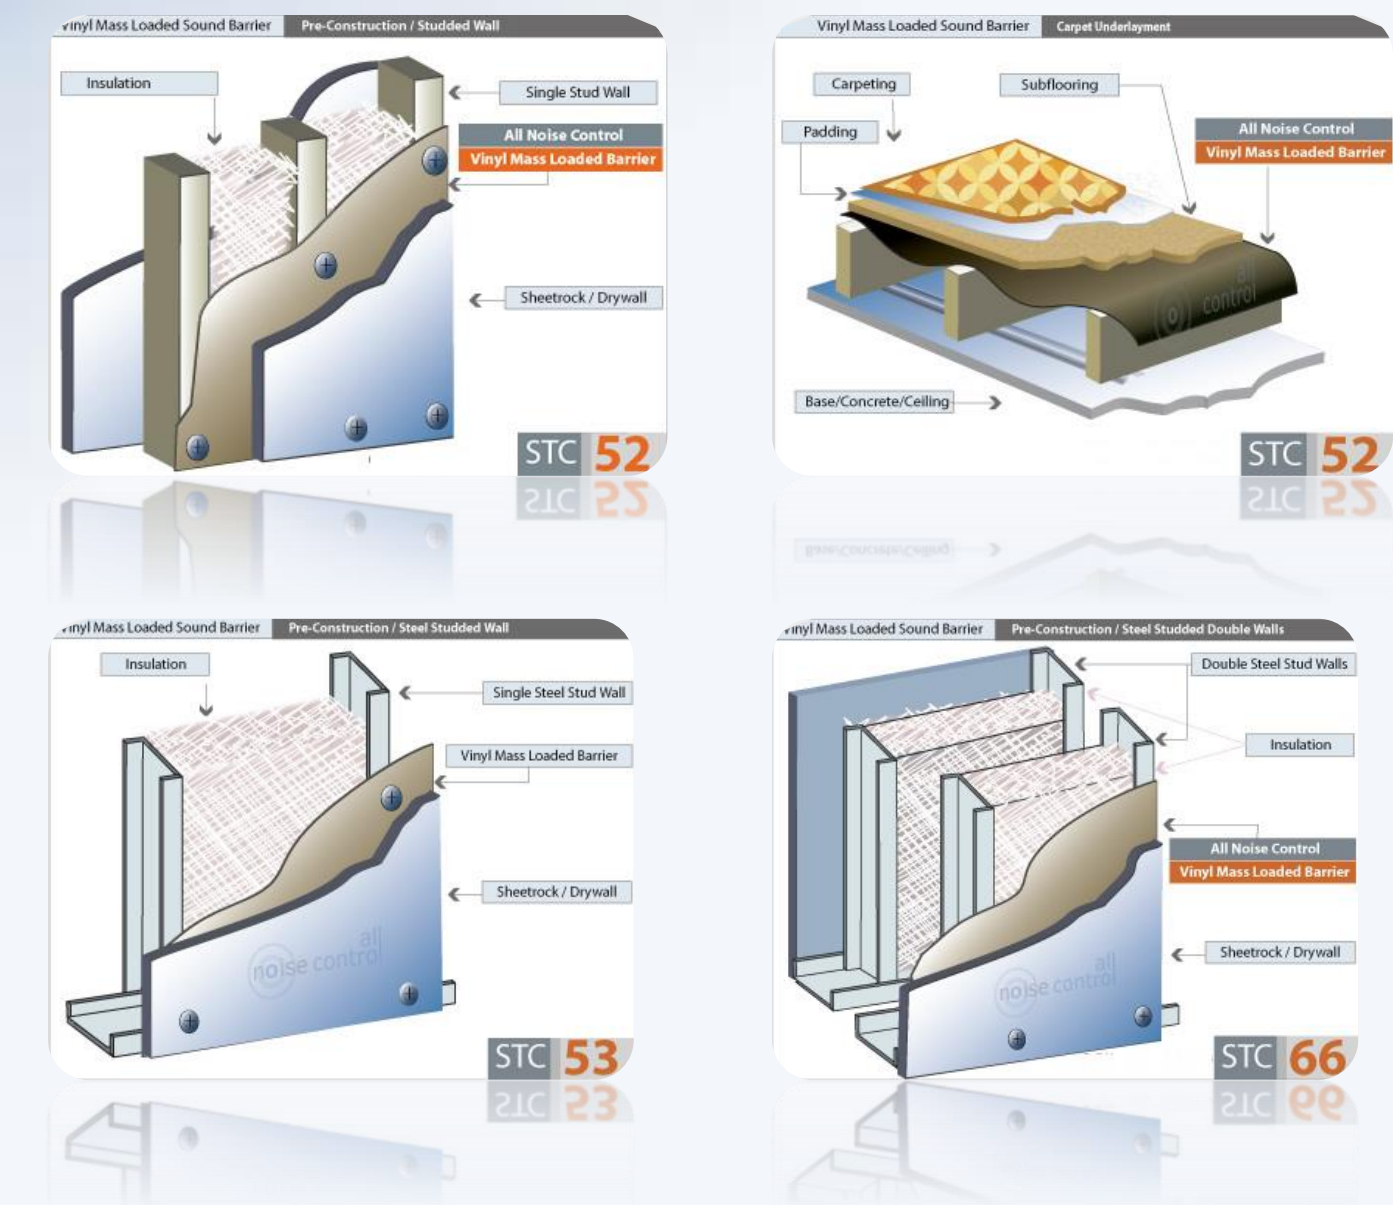 Vinyl Mass Loaded Sound Barrier
Pre-Construction / Studded Wall
Insulation
Single Stud Wall
All Noise Control
Vinyl Mass Loaded Barrier
Sheetrock / Drywall
STC 52
Vinyl Mass Loaded Sound Barrier
Carpet Underlayment
Carpeting
Subflooring
Padding
All Noise Control
Vinyl Mass Loaded Barrier
all
control
Base/Concrete/Ceiling
STC 52
Vinyl Mass Loaded Sound Barrier
Pre-Construction / Steel Studded Wall
Insulation
Single Steel Stud Wall
Vinyl Mass Loaded Barrier
Sheetrock / Drywall
all
noise control
STC 53
Vinyl Mass Loaded Sound Barrier
Pre-Construction / Steel Studded Double Walls
Double Steel Stud Walls
Insulation
All Noise Control
Vinyl Mass Loaded Barrier
Sheetrock / Drywall
all
noise control
STC 66